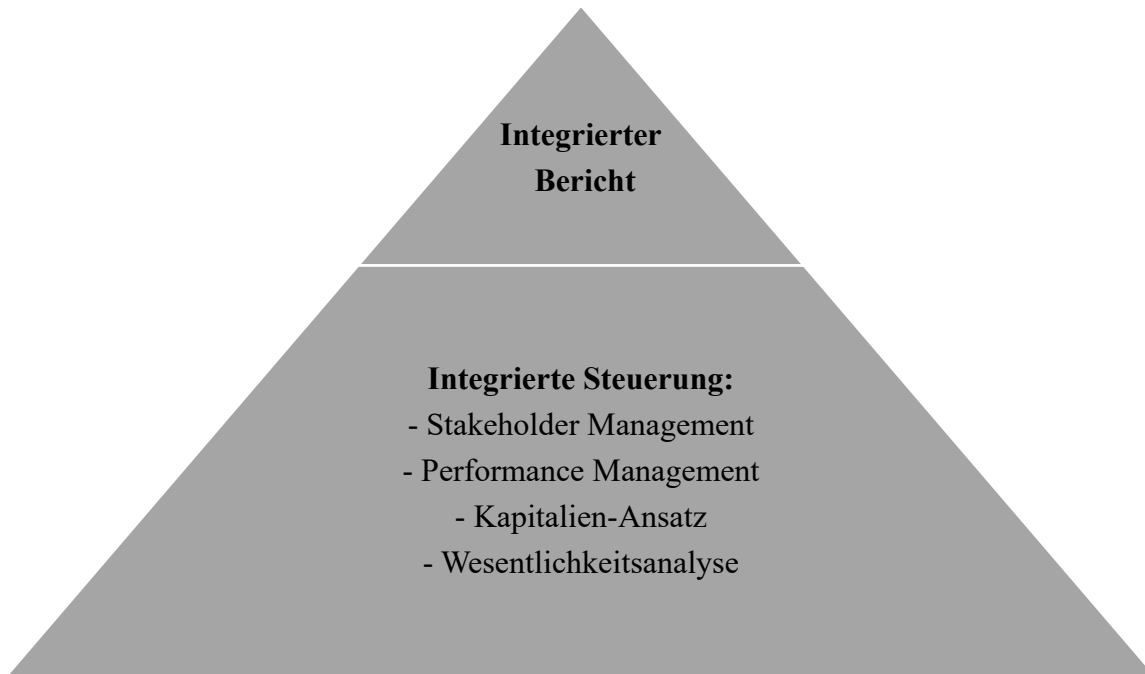 Integrierter
Bericht
Integrierte Steuerung:
- Stakeholder Management
- Performance Management
- Kapitalien-Ansatz
- Wesentlichkeitsanalyse